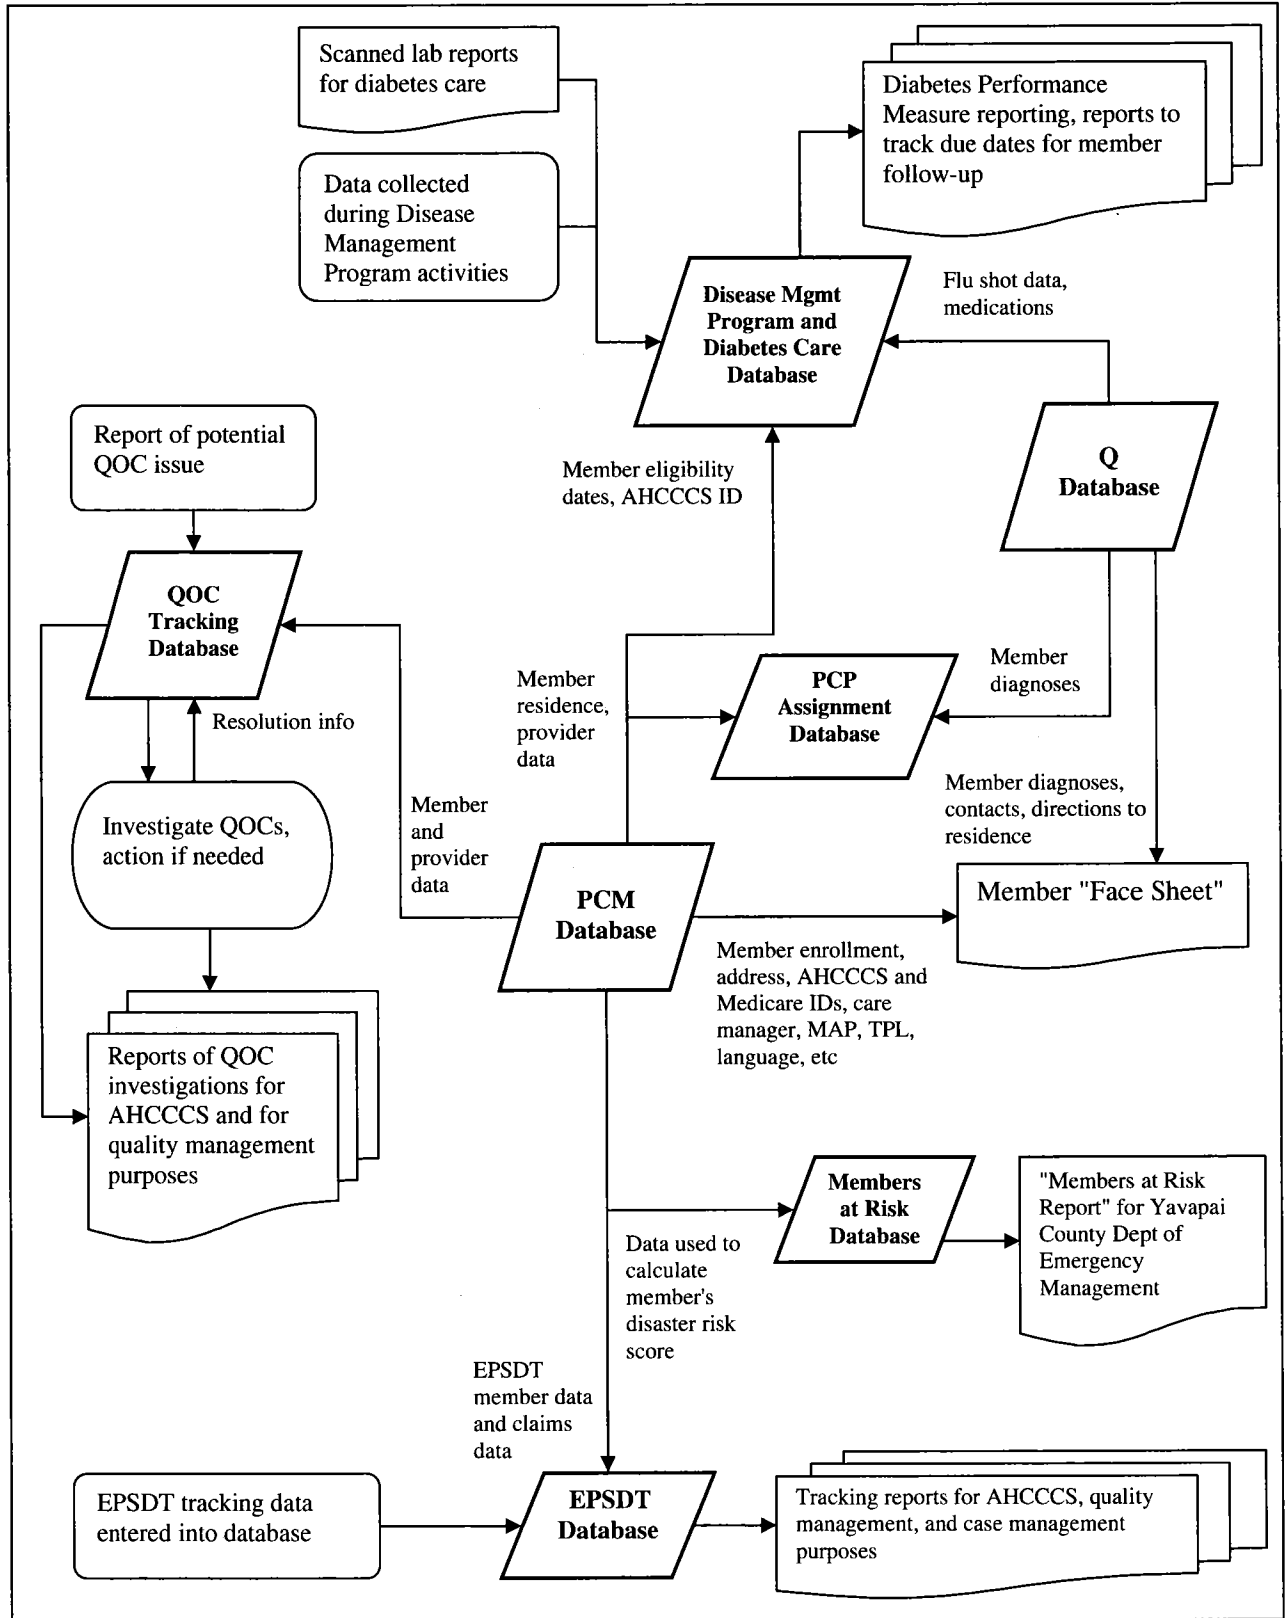 Scanned lab reports
for diabetes care
Diabetes Performance
Measure reporting, reports to
track due dates for member
follow-up
Data collected
during Disease
Management
Program activities
Disease Mgmt
Program and
Diabetes Care
Database
Flu shot data,
medications
Report of potential
QOC issue
Member eligibility
dates, AHCCCS ID
Q
Database
QOC
Tracking
Database
Member
residence,
provider
data
PCP
Assignment
Database
Member
diagnoses
Resolution info
Investigate QOCs,
action if needed
Member
and
provider
data
Member diagnoses,
contacts, directions to
residence
PCM
Database
Member "Face Sheet"
Member enrollment,
address, AHCCCS and
Medicare IDs, care
manager, MAP, TPL,
language, etc
Reports of QOC
investigations for
AHCCCS and for
quality management
purposes
Members
at Risk
Database
"Members at Risk
Report" for Yavapai
County Dept of
Emergency
Management
Data used to
calculate
member's
disaster risk
score
EPSDT
member data
and claims
data
EPSDT tracking data
entered into database
EPSDT
Database
Tracking reports for AHCCCS, quality
management, and case management
purposes